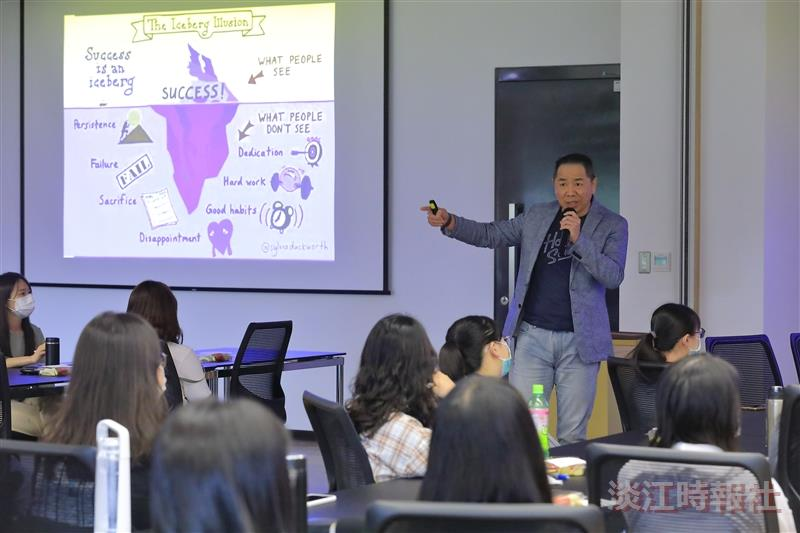 The Iceberg Illusion
Success
is an
iceberg
WHAT PEOPLE
SEE
SUCCESS!
WHAT PEOPLE
DON'T SEE
Persistence
Failure
FAIL
Sacrifice
Disappointment
Dedication
Hard work
Good habits
@sylviaduckworth
淡江時報社